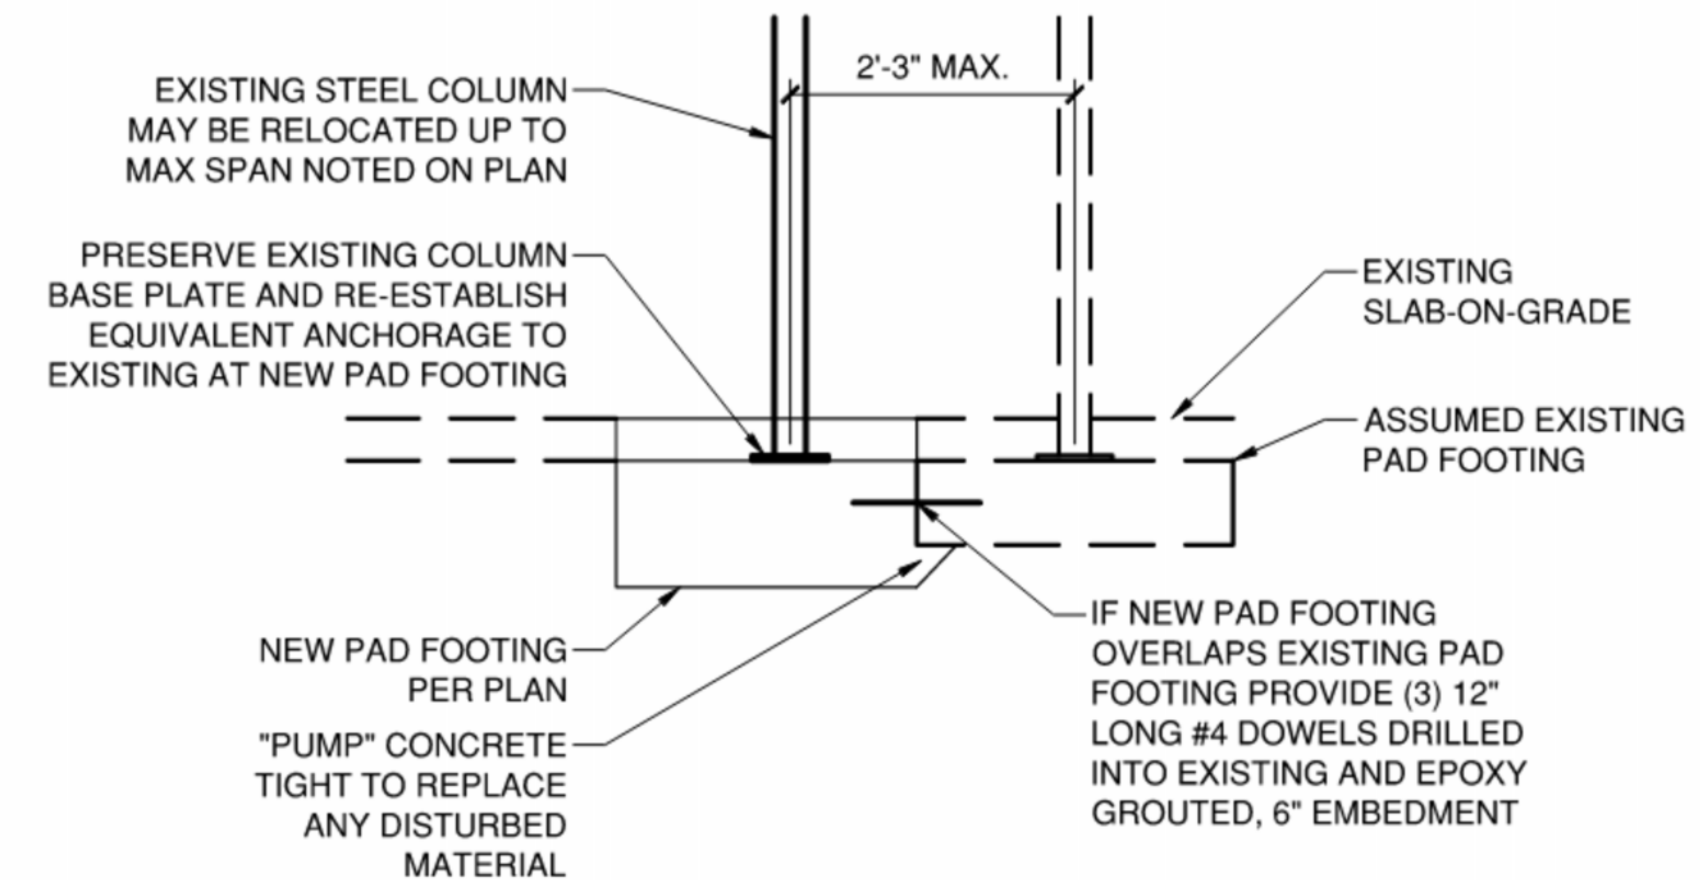 2'-3" MAX.
EXISTING STEEL COLUMN
MAY BE RELOCATED UP TO
MAX SPAN NOTED ON PLAN
PRESERVE EXISTING COLUMN
BASE PLATE AND RE-ESTABLISH
EQUIVALENT ANCHORAGE TO
EXISTING AT NEW PAD FOOTING
EXISTING
SLAB-ON-GRADE
ASSUMED EXISTING
PAD FOOTING
NEW PAD FOOTING
PER PLAN
"PUMP" CONCRETE
TIGHT TO REPLACE
ANY DISTURBED
MATERIAL
IF NEW PAD FOOTING
OVERLAPS EXISTING PAD
FOOTING PROVIDE (3) 12"
LONG #4 DOWELS DRILLED
INTO EXISTING AND EPOXY
GROUTED, 6" EMBEDMENT